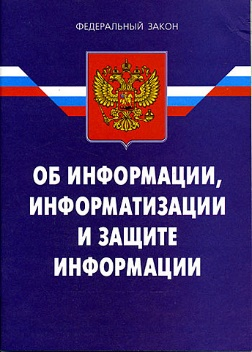 ФЕДЕРАЛЬНЫЙ ЗАКОН
ОБ ИНФОРМАЦИИ,
ИНФОРМАТИЗАЦИИ
И ЗАЩИТЕ
ИНФОРМАЦИИ